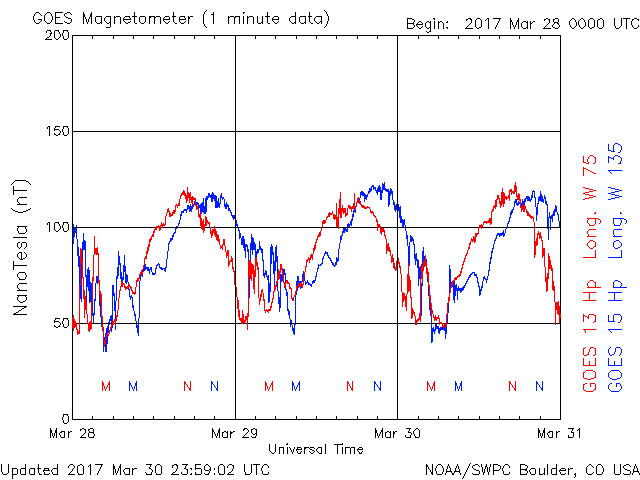 GOES Magnetometer (1 minute data)
Begin: 2017 Mar 28 0000 UTC
200
150
100
50
0
NanoTesla (nT)
GOES 13 Hp Long. W 75
GOES 15 Hp Long. W 135
M M N N M M N N M M N N
Mar 28 Mar 29 Mar 30 Mar 31
Universal Time
Updated 2017 Mar 30 23:59:02 UTC
NOAA/SWPC Boulder, CO USA